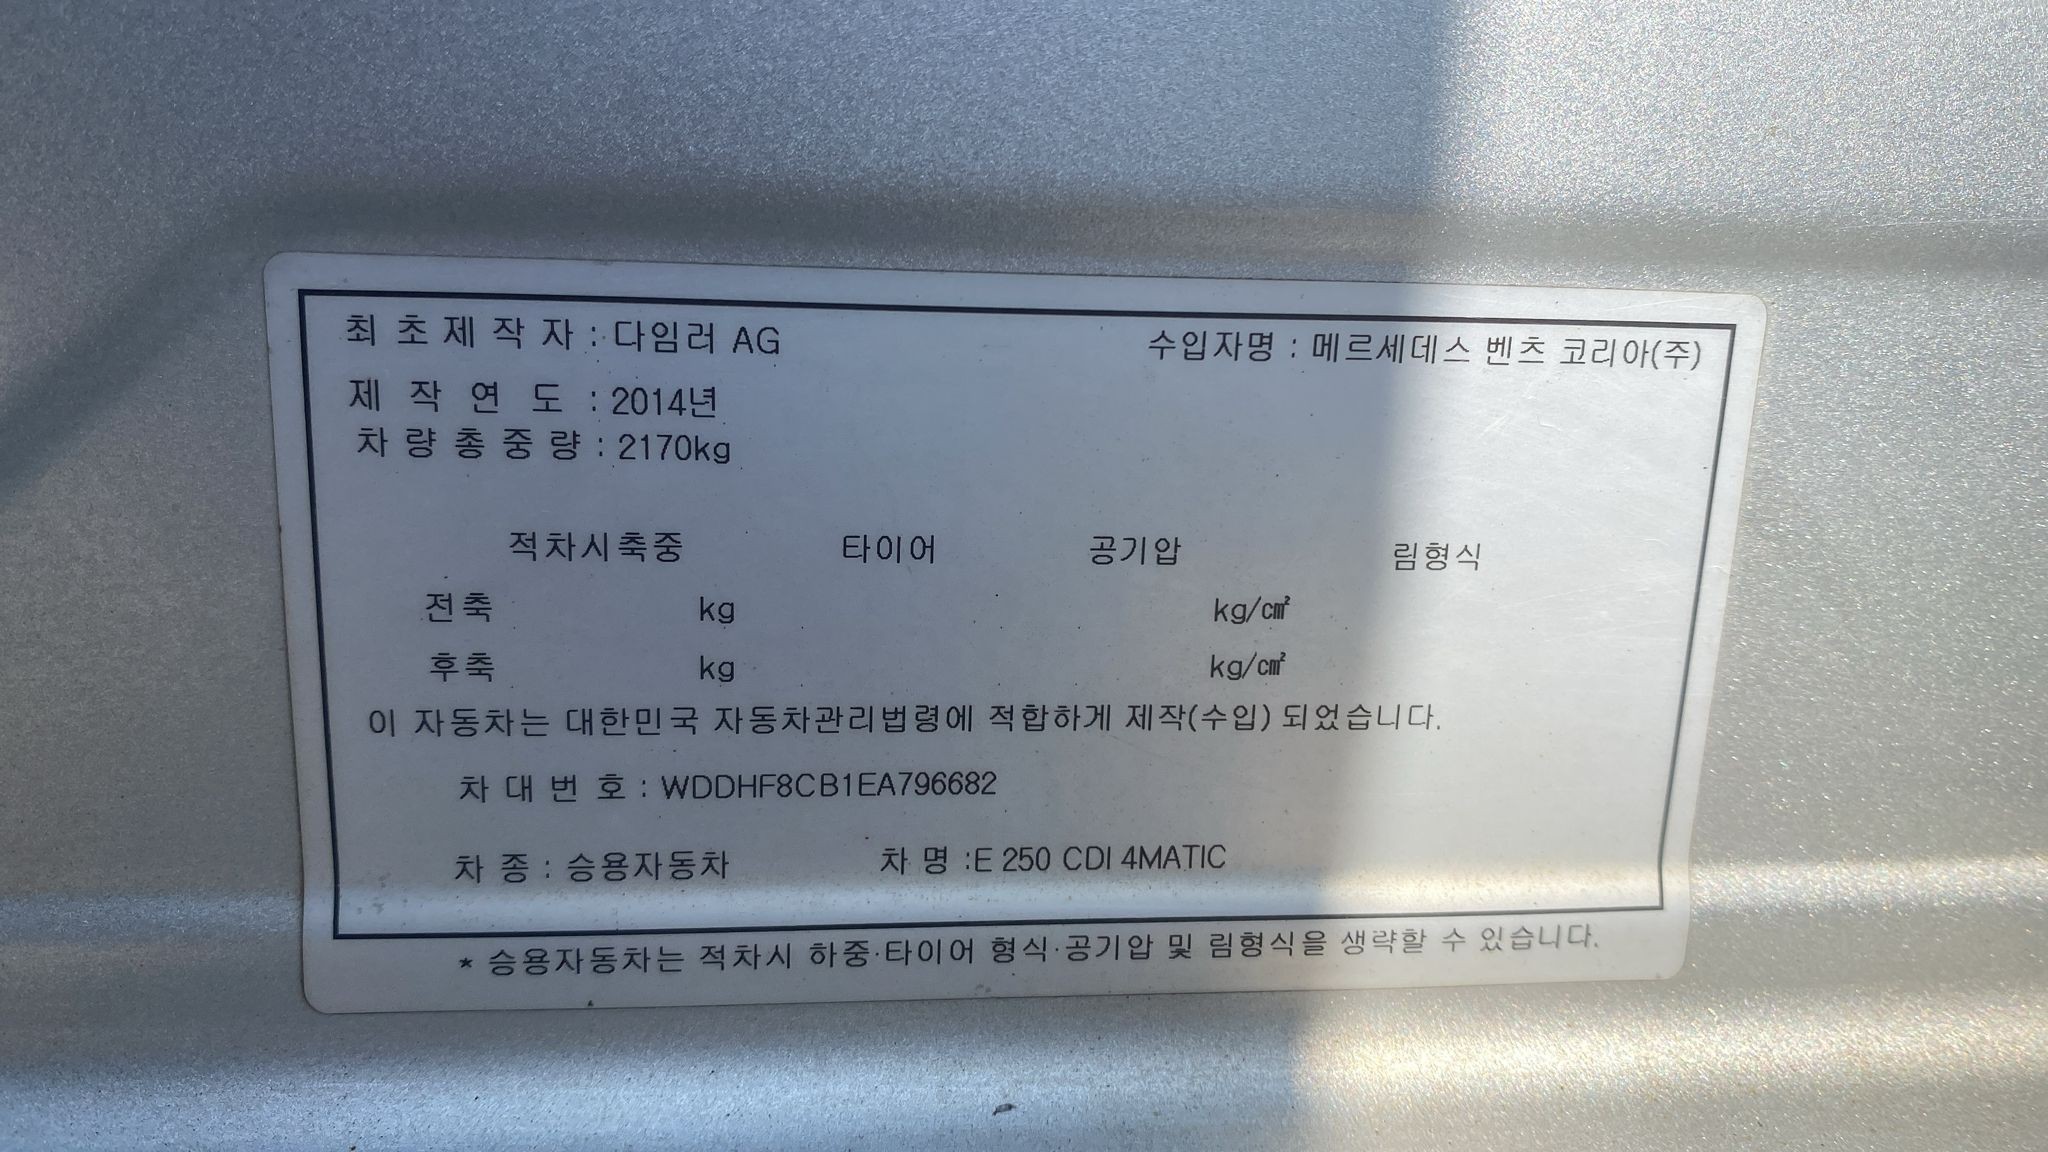 최초제작자 : 다임러 AG 수입자명 : 메르세데스 벤츠 코리아(주)
제작연도 : 2014년
차량총중량 : 2170kg
적차시축중 타이어 공기압 림형식
전축 kg kg/㎠
후축 kg kg/㎠
이 자동차는 대한민국 자동차관리법령에 적합하게 제작(수입) 되었습니다.
차대번호 : WDDHF8CB1EA796682
차종 : 승용자동차 차명 :E 250 CDI 4MATIC
* 승용자동차는 적차시 하중·타이어 형식·공기압 및 림형식을 생략할 수 있습니다.